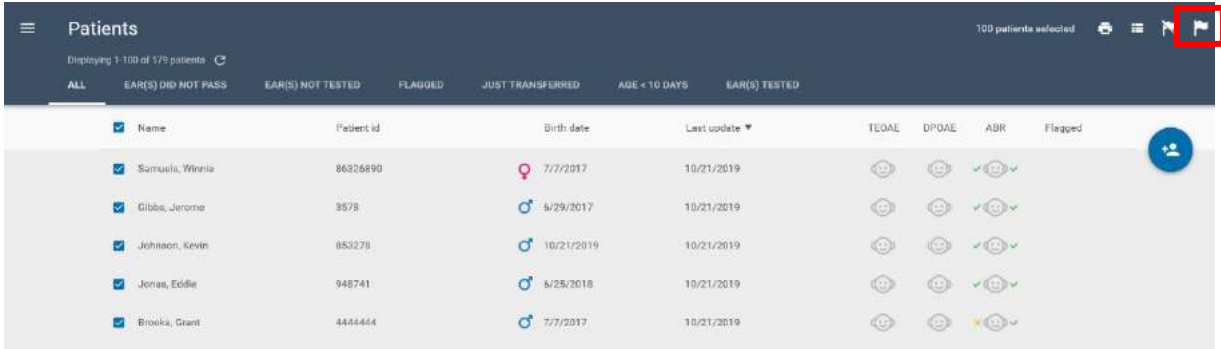 Patients
100 patients selected
Displaying 1-100 of 179 patients
ALL EAR(S) DID NOT PASS EAR(S) NOT TESTED FLAGGED JUST TRANSFERRED AGE < 10 DAYS EAR(S) TESTED
Name Patient id Birth date Last update ▼ TEOAE DPOAE ABR Flagged
Samuels, Winnie 86326890 7/7/2017 10/21/2019
Gibbs, Jerome 3578 6/29/2017 10/21/2019
Johnson, Kevin 853278 10/21/2019 10/21/2019
Jonas, Eddie 948741 6/25/2018 10/21/2019
Brooks, Grant 4444444 7/7/2017 10/21/2019